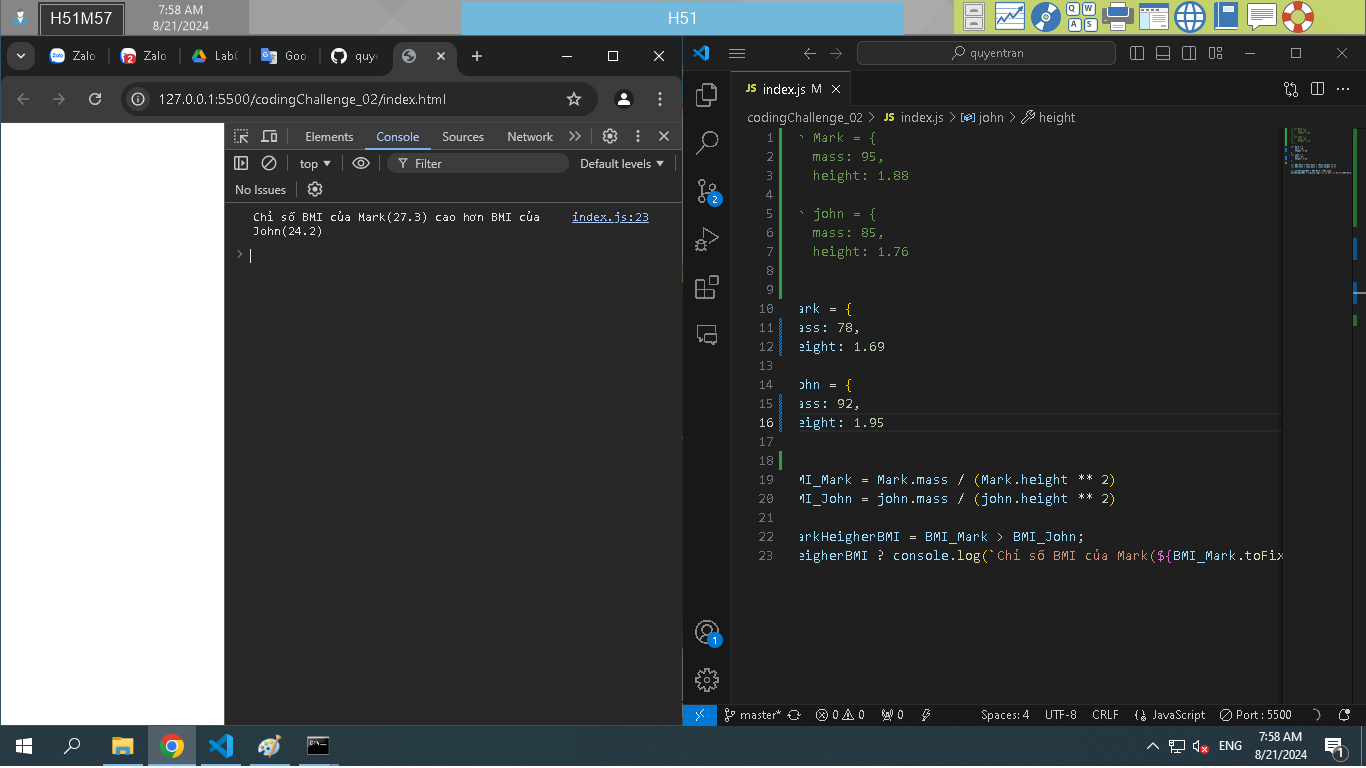 H51M57
7:58 AM
8/21/2024
H51
Q W
A S
Zalo
Zalo
Goo
quy
127.0.0.1:5500/codingChallenge_02/index.html
Elements Console Sources Network
top Filter Default levels
No Issues
Chỉ số BMI của Mark(27.3) cao hơn BMI của index.js:23
John(24.2)
quyentran
JS index.js M
codingChallenge_02 > JS index.js > john > height
1 Mark = {
2 mass: 95,
3 height: 1.88
4
5 john = {
6 mass: 85,
7 height: 1.76
8
9
10 ark = {
11 ass: 78,
12 eight: 1.69
13
14 ohn = {
15 ass: 92,
16 eight: 1.95
17
18
19 MI_Mark = Mark.mass / (Mark.height ** 2)
20 MI_John = john.mass / (john.height ** 2)
21
22 arkHeigherBMI = BMI_Mark > BMI_John;
23 eigherBMI ? console.log(`Chỉ số BMI của Mark(${BMI_Mark.toFix
2
1
master* 0 0 0 Spaces: 4 UTF-8 CRLF JavaScript Port : 5500
ENG
7:58 AM
8/21/2024
1